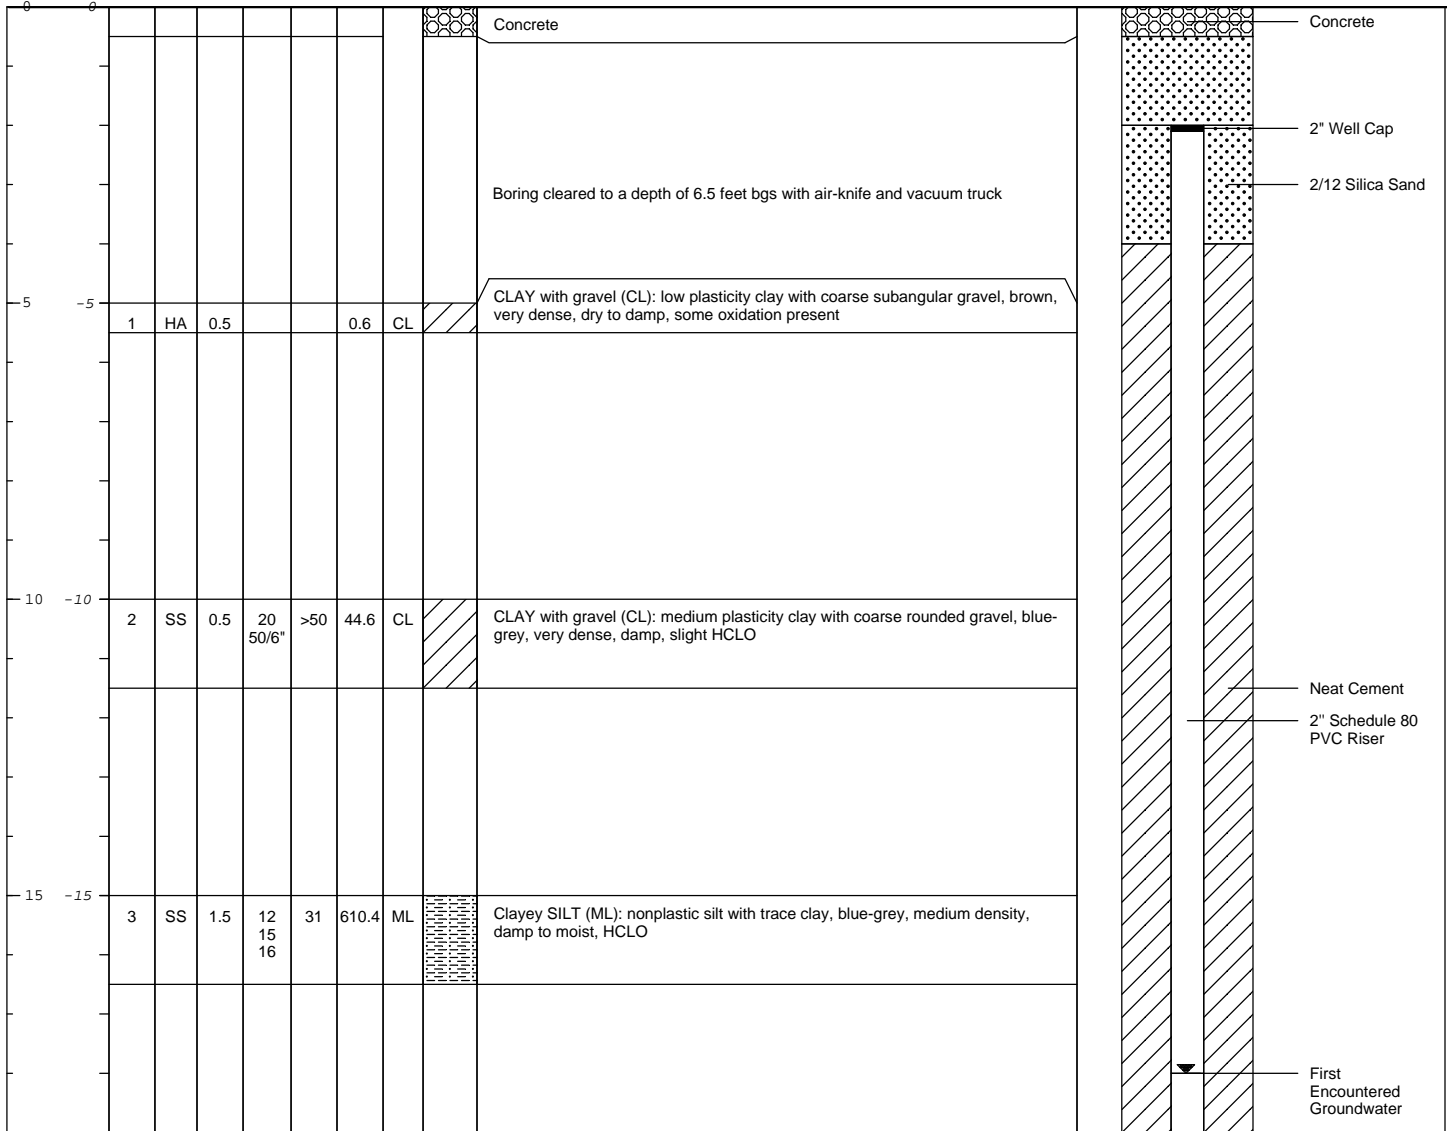 0 0
Concrete
Concrete
2" Well Cap
2/12 Silica Sand
Boring cleared to a depth of 6.5 feet bgs with air-knife and vacuum truck
5 -5
CLAY with gravel (CL): low plasticity clay with coarse subangular gravel, brown,
very dense, dry to damp, some oxidation present
1 HA 0.5 0.6 CL
10 -10
2 SS 0.5 20 >50 44.6 CL
50/6"
CLAY with gravel (CL): medium plasticity clay with coarse rounded gravel, blue-
grey, very dense, damp, slight HCLO
Neat Cement
2" Schedule 80
PVC Riser
15 -15
3 SS 1.5 12 31 610.4 ML
15
16
Clayey SILT (ML): nonplastic silt with trace clay, blue-grey, medium density,
damp to moist, HCLO
First
Encountered
Groundwater